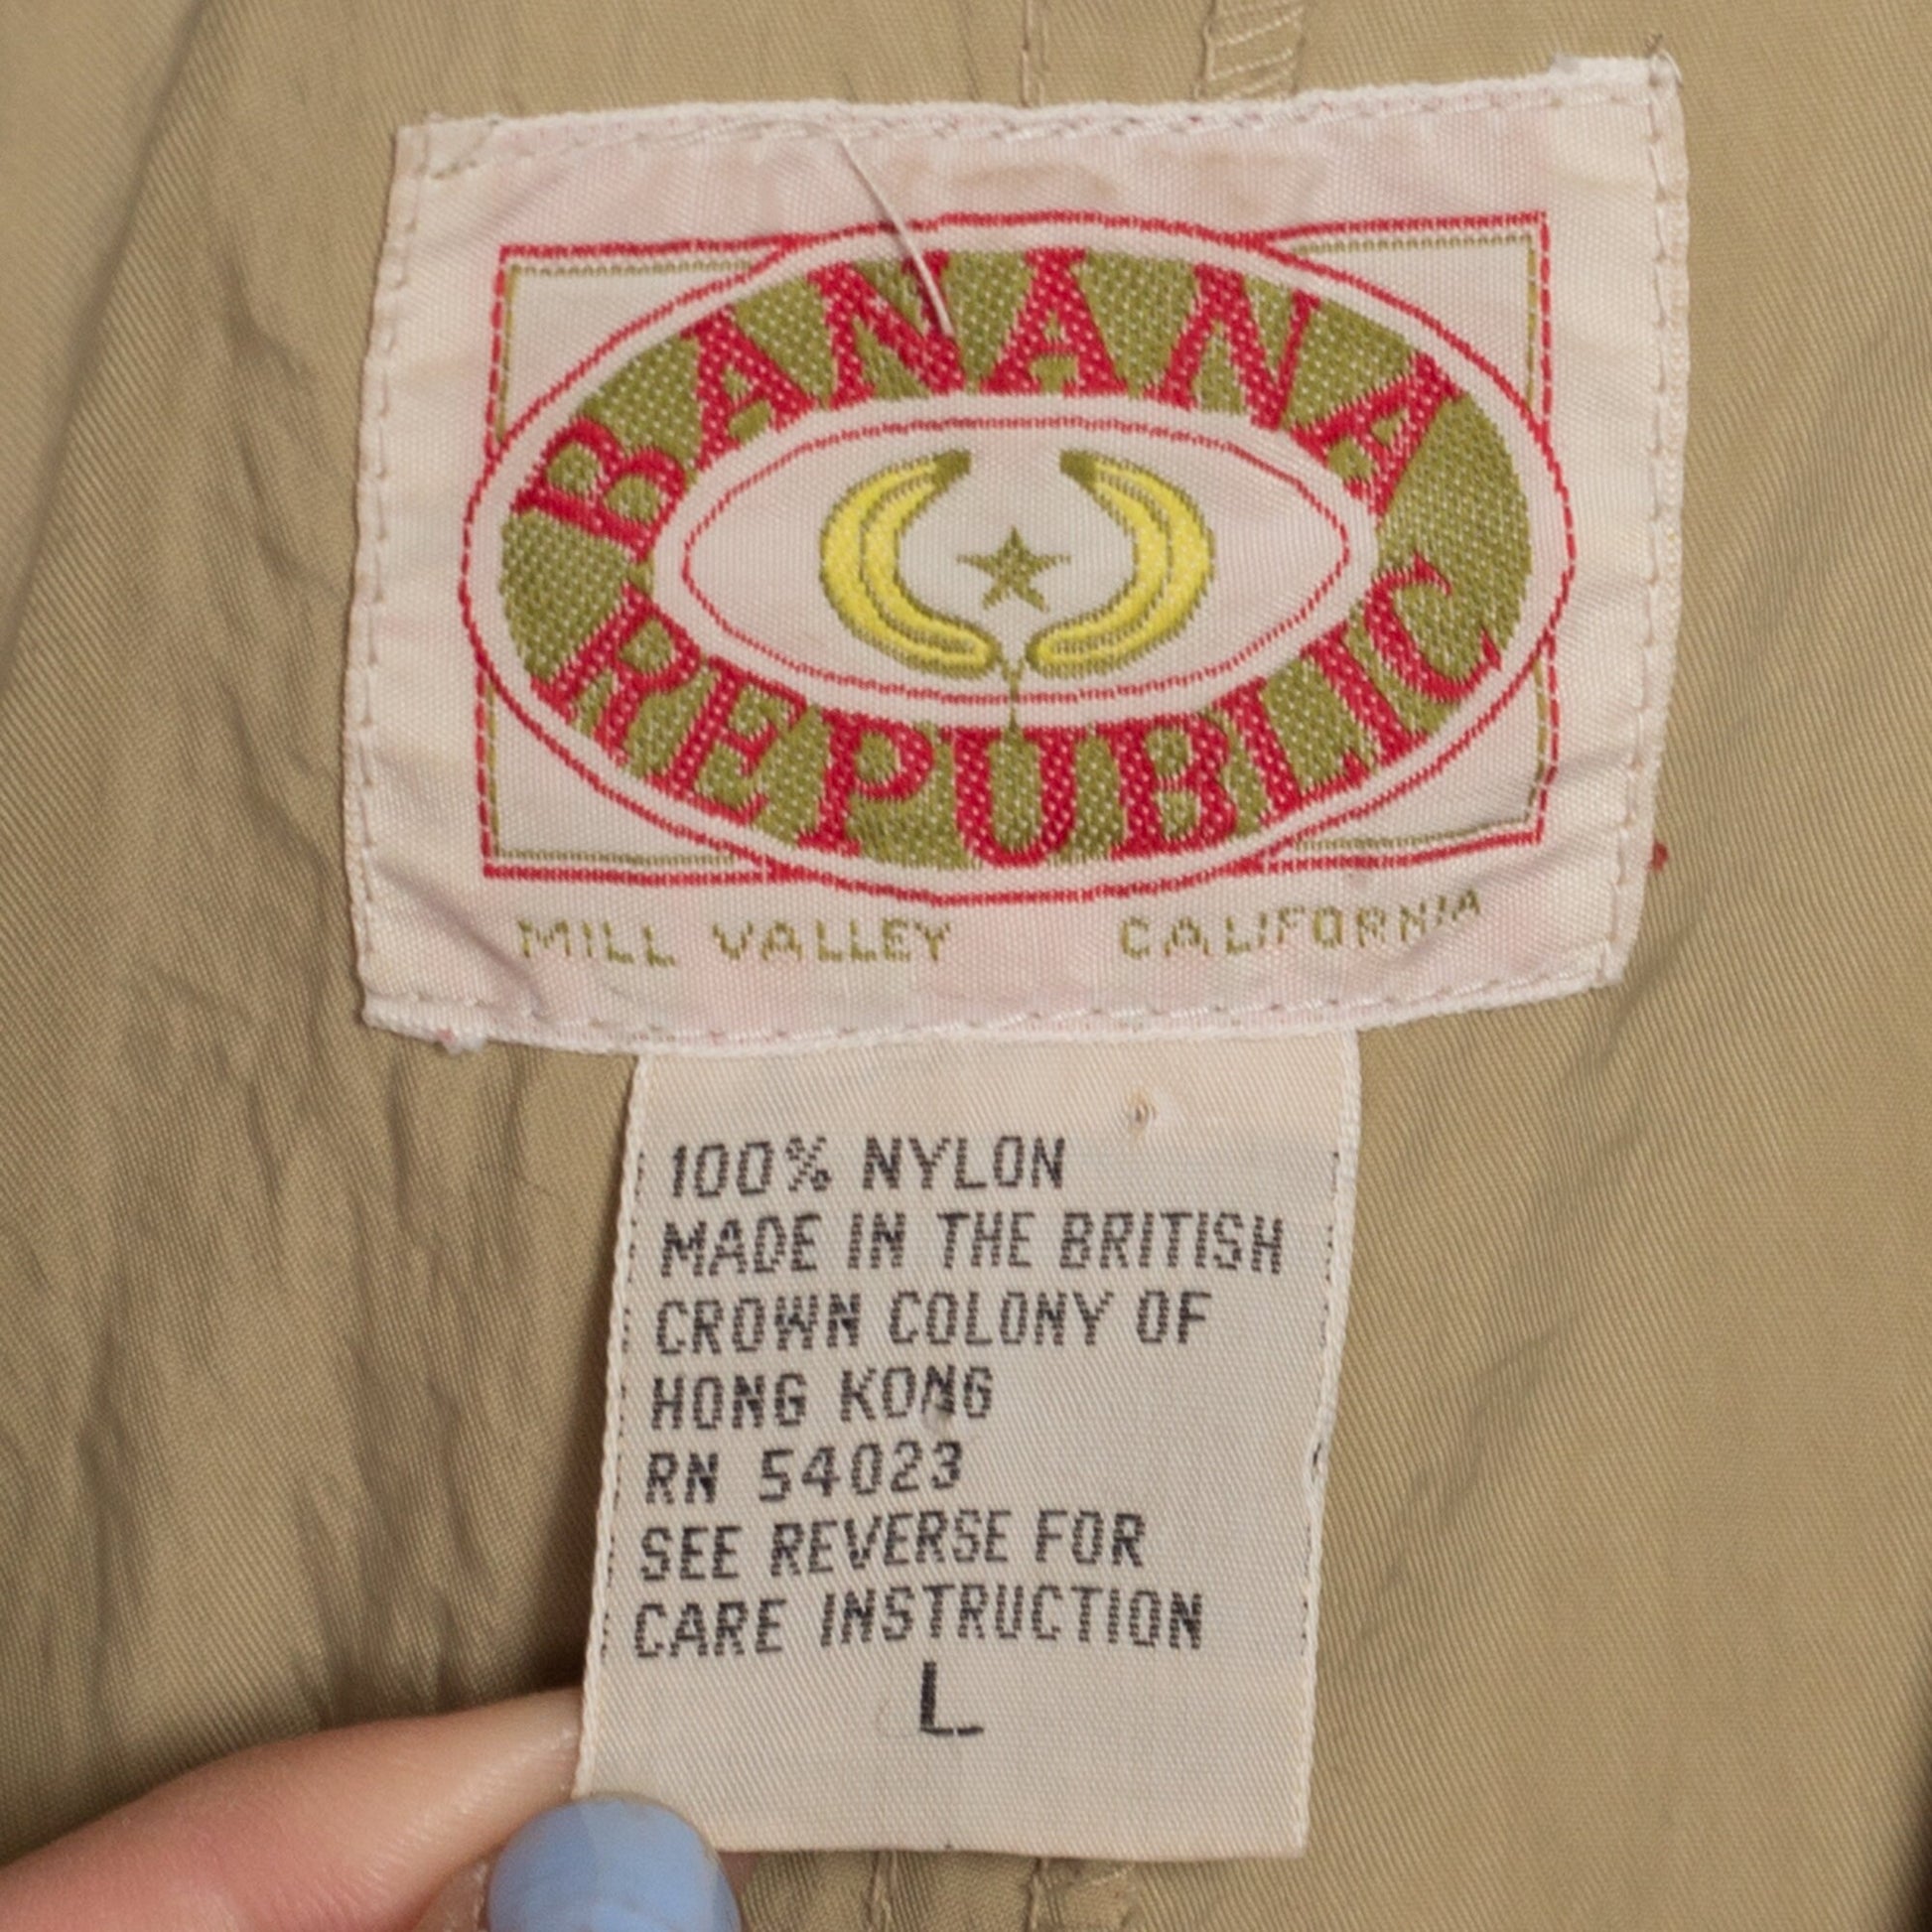 BANANA
REPUBLIC
MILL VALLEY CALIFORNIA
100% NYLON
MADE IN THE BRITISH
CROWN COLONY OF
HONG KONG
RN 54023
SEE REVERSE FOR
CARE INSTRUCTION
L